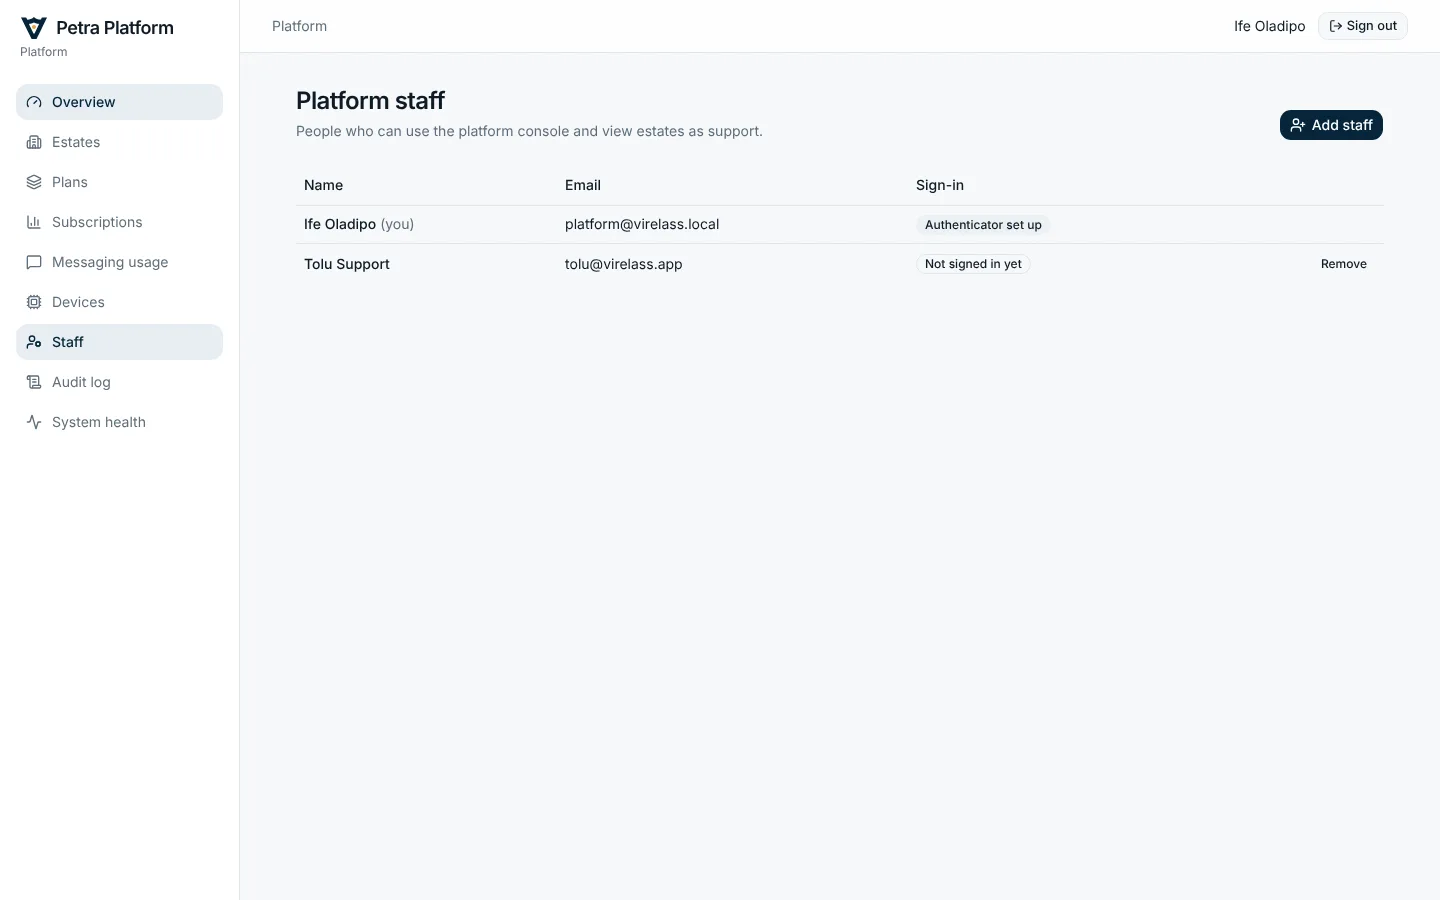 Petra Platform
Platform
Overview
Estates
Plans
Subscriptions
Messaging usage
Devices
Staff
Audit log
System health
Platform
Ife Oladipo
Sign out
Platform staff
People who can use the platform console and view estates as support.
Add staff
Name Email Sign-in
Ife Oladipo (you) platform@virelass.local Authenticator set up
Tolu Support tolu@virelass.app Not signed in yet Remove